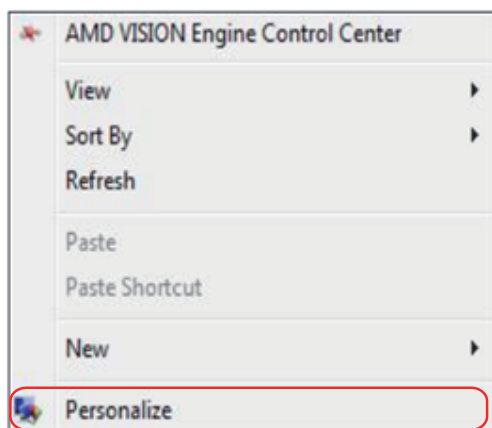 AMD VISION Engine Control Center
View
Sort By
Refresh
Paste
Paste Shortcut
New
Personalize